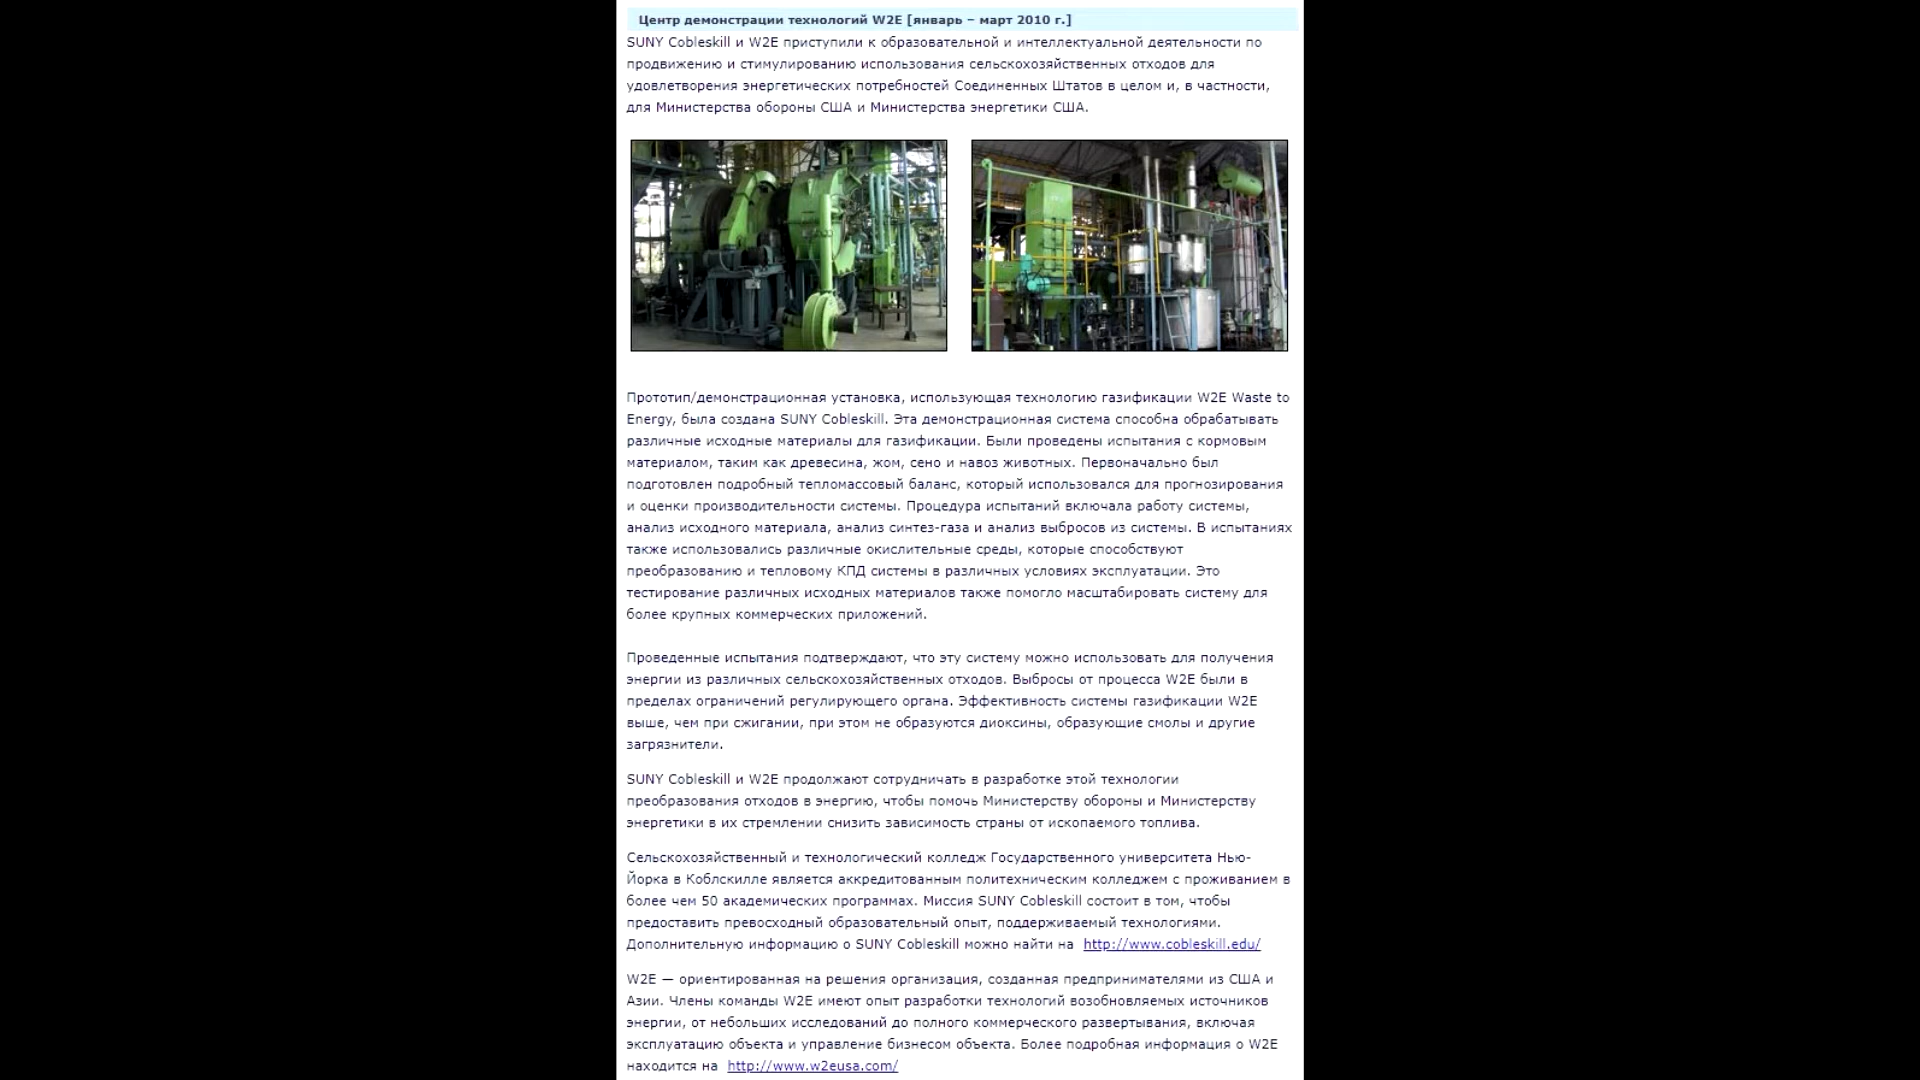 Центр демонстрации технологий W2E [январь – март 2010 г.]
SUNY Cobleskill и W2E приступили к образовательной и интеллектуальной деятельности по
продвижению и стимулированию использования сельскохозяйственных отходов для
удовлетворения энергетических потребностей Соединенных Штатов в целом и, в частности,
для Министерства обороны США и Министерства энергетики США.
Прототип/демонстрационная установка, использующая технологию газификации W2E Waste to
Energy, была создана SUNY Cobleskill. Эта демонстрационная система способна обрабатывать
различные исходные материалы для газификации. Были проведены испытания с кормовым
материалом, таким как древесина, жом, сено и навоз животных. Первоначально был
подготовлен подробный тепломассовый баланс, который использовался для прогнозирования
и оценки производительности системы. Процедура испытаний включала работу системы,
анализ исходного материала, анализ синтез-газа и анализ выбросов из системы. В испытаниях
также использовались различные окислительные среды, которые способствуют
преобразованию и тепловому КПД системы в различных условиях эксплуатации. Это
тестирование различных исходных материалов также помогло масштабировать систему для
более крупных коммерческих приложений.
Проведенные испытания подтверждают, что эту систему можно использовать для получения
энергии из различных сельскохозяйственных отходов. Выбросы от процесса W2E были в
пределах ограничений регулирующего органа. Эффективность системы газификации W2E
выше, чем при сжигании, при этом не образуются диоксины, образующие смолы и другие
загрязнители.
SUNY Cobleskill и W2E продолжают сотрудничать в разработке этой технологии
преобразования отходов в энергию, чтобы помочь Министерству обороны и Министерству
энергетики в их стремлении снизить зависимость страны от ископаемого топлива.
Сельскохозяйственный и технологический колледж Государственного университета Нью-
Йорка в Коблскилле является аккредитованным политехническим колледжем с проживанием в
более чем 50 академических программах. Миссия SUNY Cobleskill состоит в том, чтобы
предоставить превосходный образовательный опыт, поддерживаемый технологиями.
Дополнительную информацию о SUNY Cobleskill можно найти на http://www.cobleskill.edu/
W2E — ориентированная на решения организация, созданная предпринимателями из США и
Азии. Члены команды W2E имеют опыт разработки технологий возобновляемых источников
энергии, от небольших исследований до полного коммерческого развертывания, включая
эксплуатацию объекта и управление бизнесом объекта. Более подробная информация о W2E
находится на http://www.w2eusa.com/